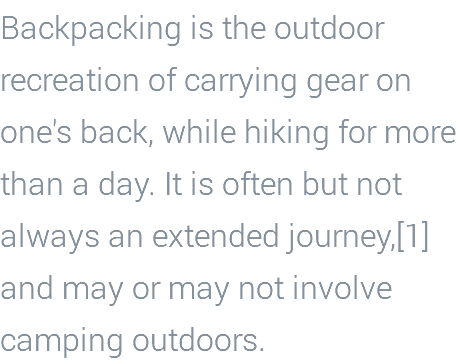 Backpacking is the outdoor
recreation of carrying gear on
one's back, while hiking for more
than a day. It is often but not
always an extended journey,[1]
and may or may not involve
camping outdoors.